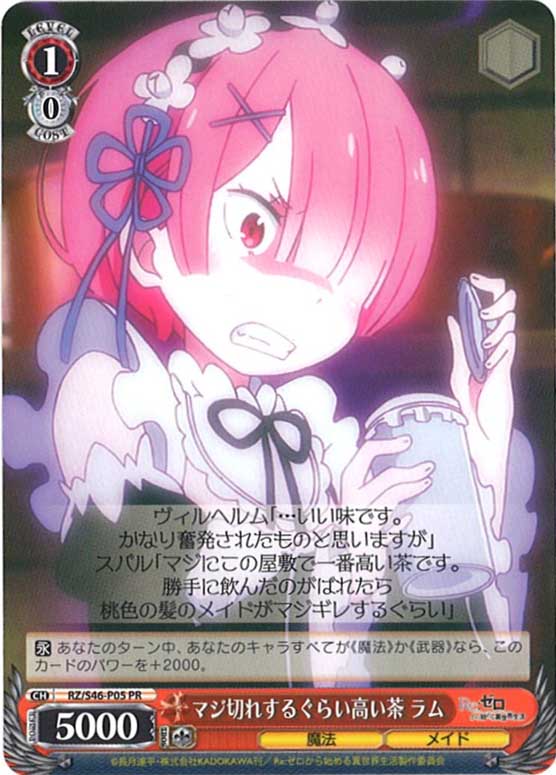 LEVEL
1
0
COST
ヴィルヘルム「…いい味です。
かなり奮発されたものと思いますが」
スバル「マジにこの屋敷で一番高い茶です。
勝手に飲んだのがばれたら
桃色の髪のメイドがマジギレするぐらい」
永 あなたのターン中、あなたのキャラすべてが《魔法》か《武器》なら、この
カードのパワーを+2000。
CH RZ/S46-P05 PR
5000
マジ切れするぐらい高い茶 ラム
Re:ゼロ
から始める異世界生活
魔法
メイド
©長月達平・株式会社KADOKAWA刊/Re:ゼロから始める異世界生活製作委員会